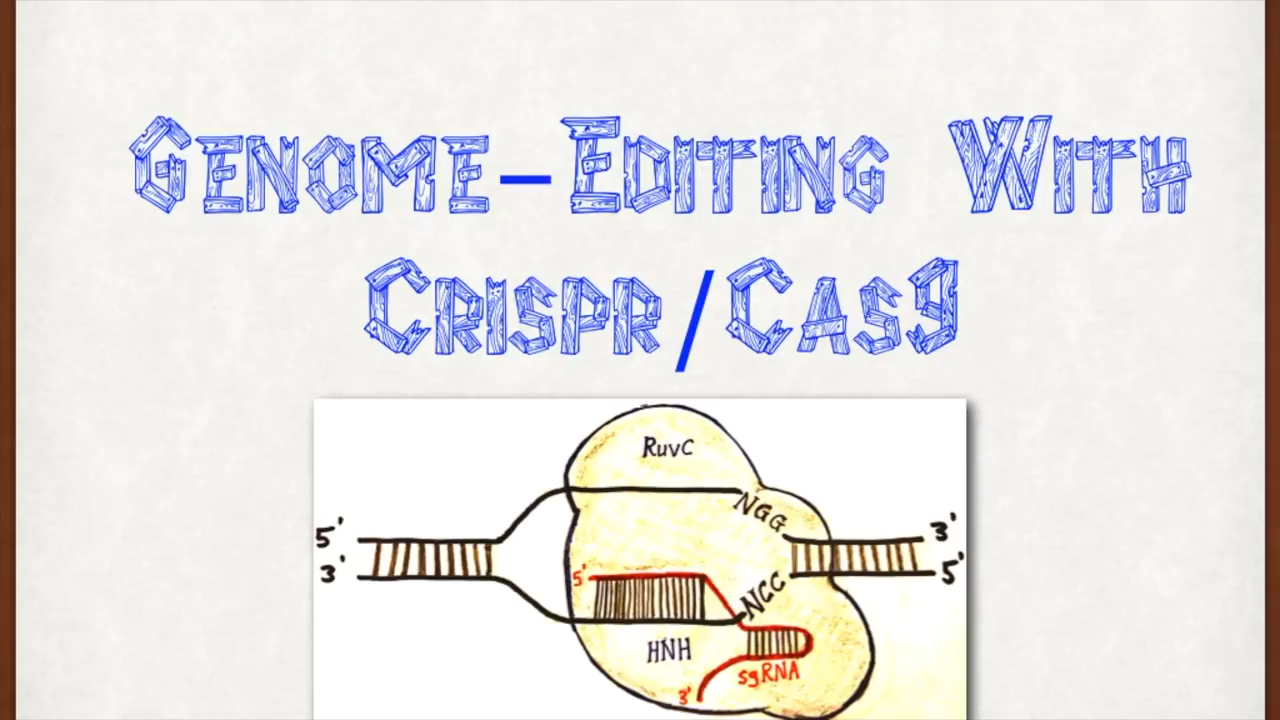 Genome-Editing With
Crispr/Cas9
RuvC
NGG
5' 3'
3' 5'
5'
NCC
HNH
sgRNA
3'